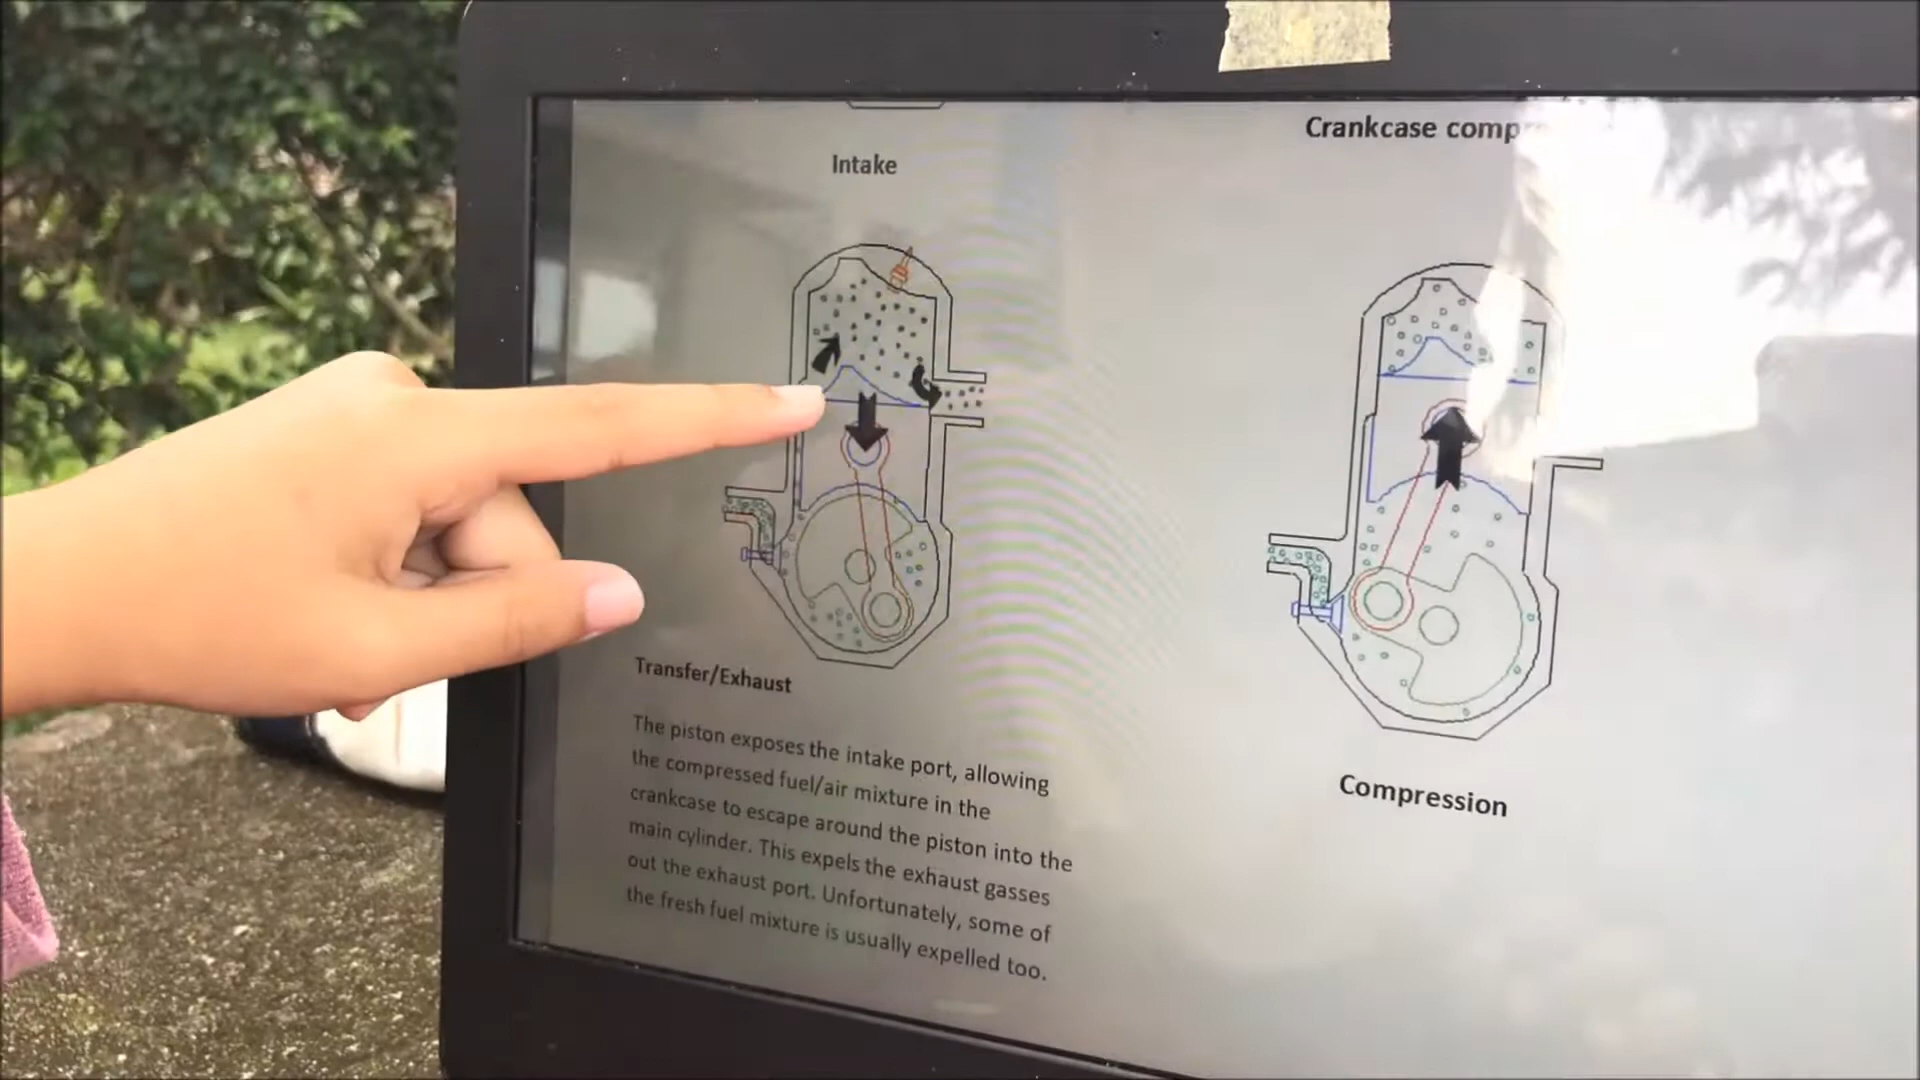 Intake
Crankcase
Transfer/Exhaust
The piston exposes the intake port, allowing
the compressed fuel/air mixture in the
crankcase to escape around the piston into the
main cylinder. This expels the exhaust gasses
out the exhaust port. Unfortunately, some of
the fresh fuel mixture is usually expelled too.
Compression